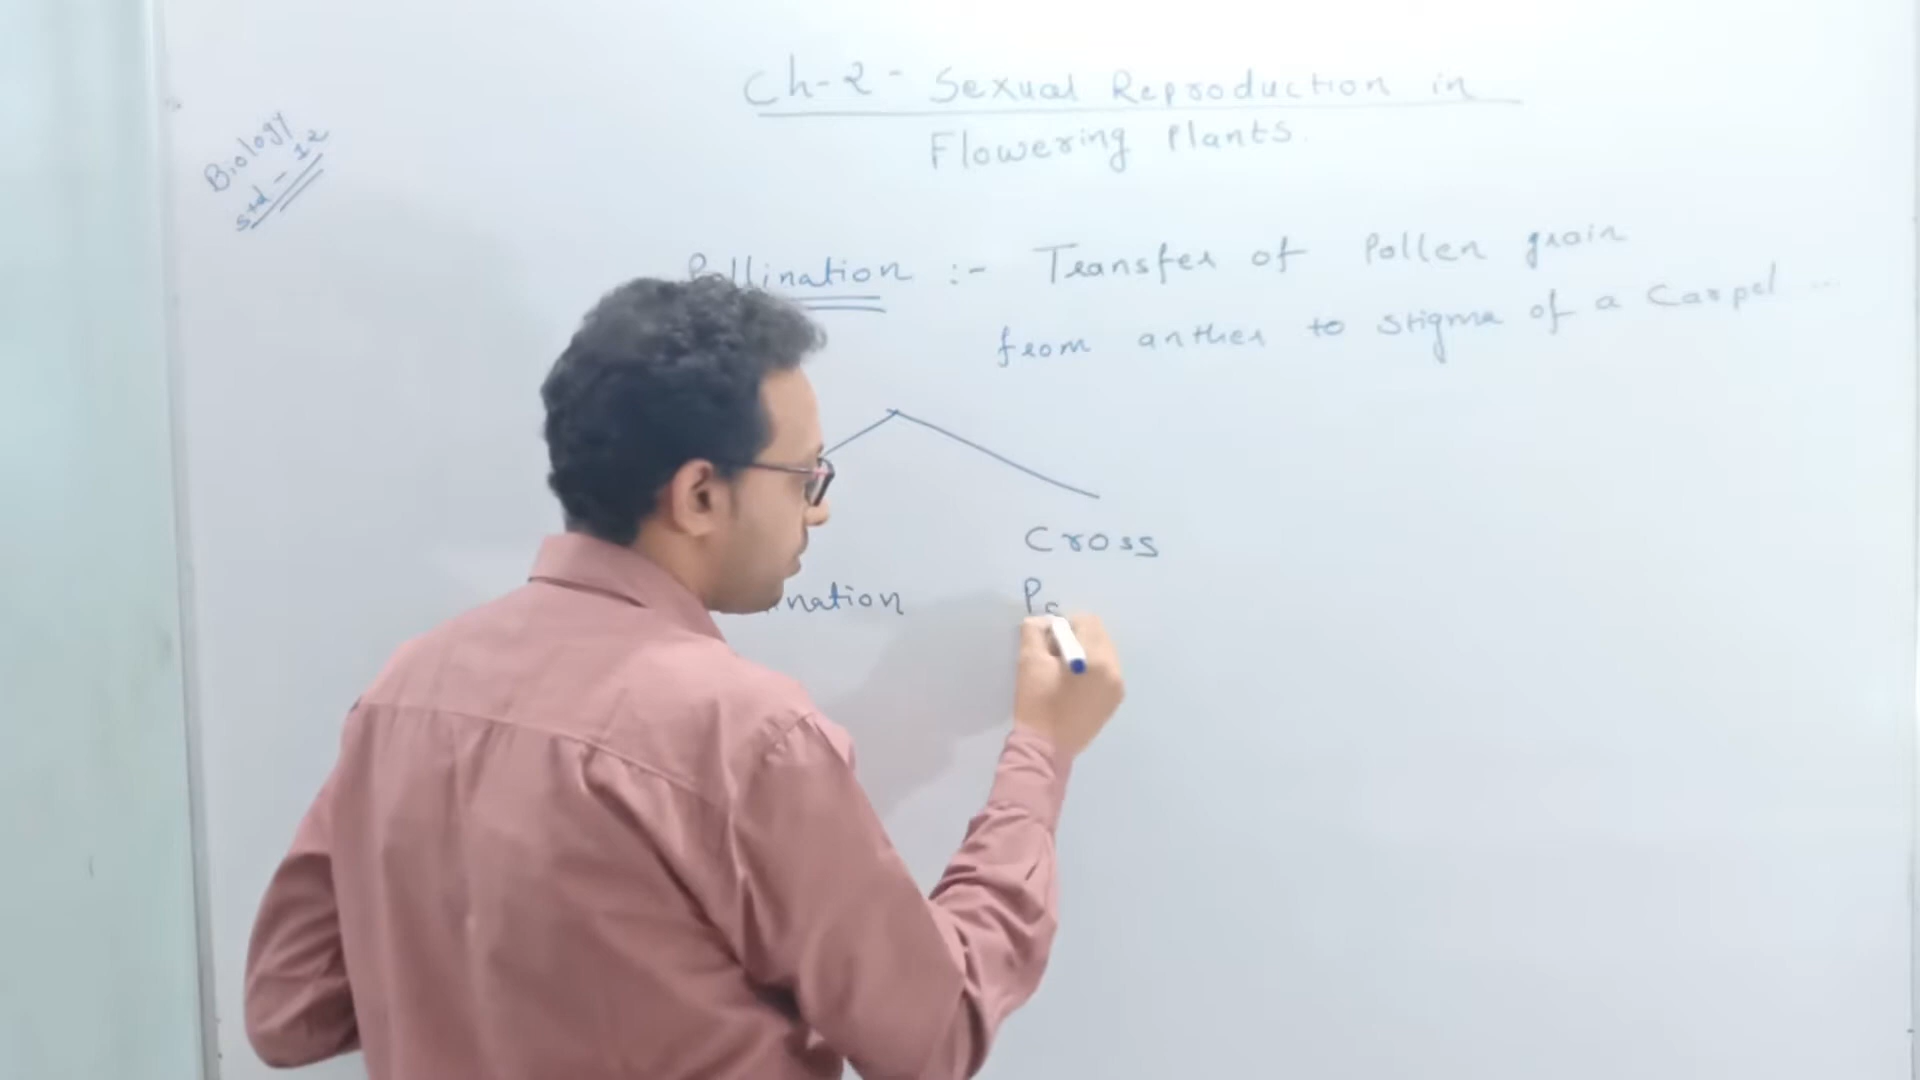 Biology
Std - 12
Ch-2 - Sexual Reproduction in
Flowering Plants.
Pollination :- Transfer of Pollen grain
from anther to stigma of a Carpel ...
Cross
nation
Po